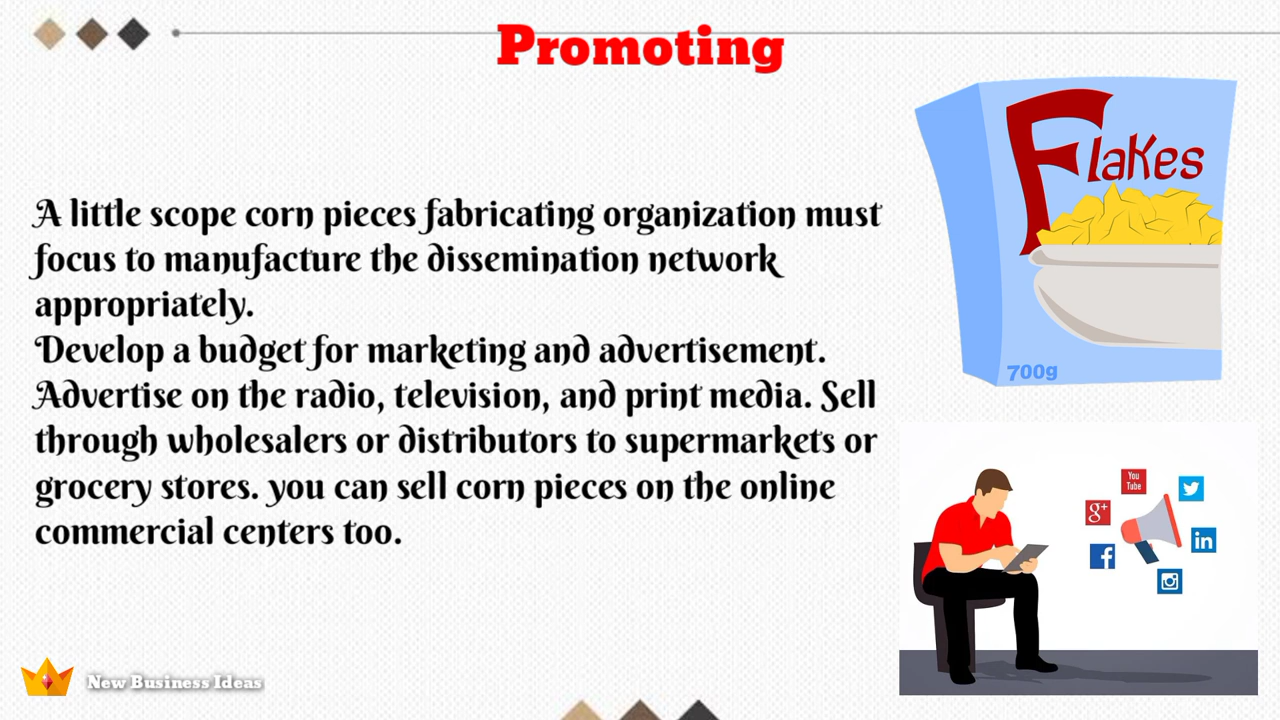 Promoting
A little scope corn pieces fabricating organization must
focus to manufacture the dissemination network
appropriately.
Develop a budget for marketing and advertisement.
Advertise on the radio, television, and print media. Sell
through wholesalers or distributors to supermarkets or
grocery stores. you can sell corn pieces on the online
commercial centers too.
Flakes
700g
You
Tube
g+
in
f
New Business Ideas